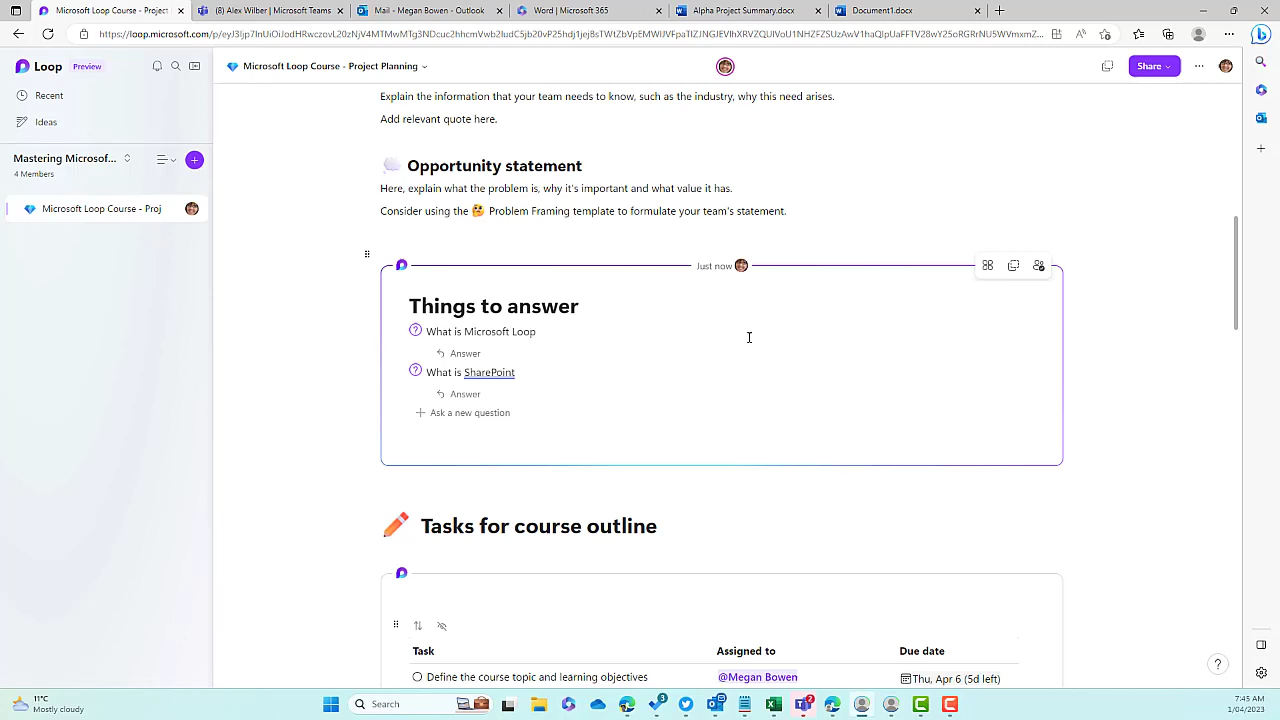 Microsoft Loop Course - Project
(8) Alex Wilber | Microsoft Teams
Mail - Megan Bowen - Outlook
Word | Microsoft 365
Alpha Project Summary.docx
Document1.docx
Loop
Preview
Microsoft Loop Course - Project Planning
Share
Recent
Ideas
Mastering Microsof...
4 Members
Microsoft Loop Course - Proj
Explain the information that your team needs to know, such as the industry, why this need arises.
Add relevant quote here.
Opportunity statement
Here, explain what the problem is, why it's important and what value it has.
Consider using the 🤔 Problem Framing template to formulate your team's statement.
Just now
Things to answer
What is Microsoft Loop
Answer
What is SharePoint
Answer
Ask a new question
Tasks for course outline
Task Assigned to Due date
Define the course topic and learning objectives @Megan Bowen Thu, Apr 6 (5d left)
11°C
Mostly cloudy
Search
3
2
7:45 AM
1/04/2023